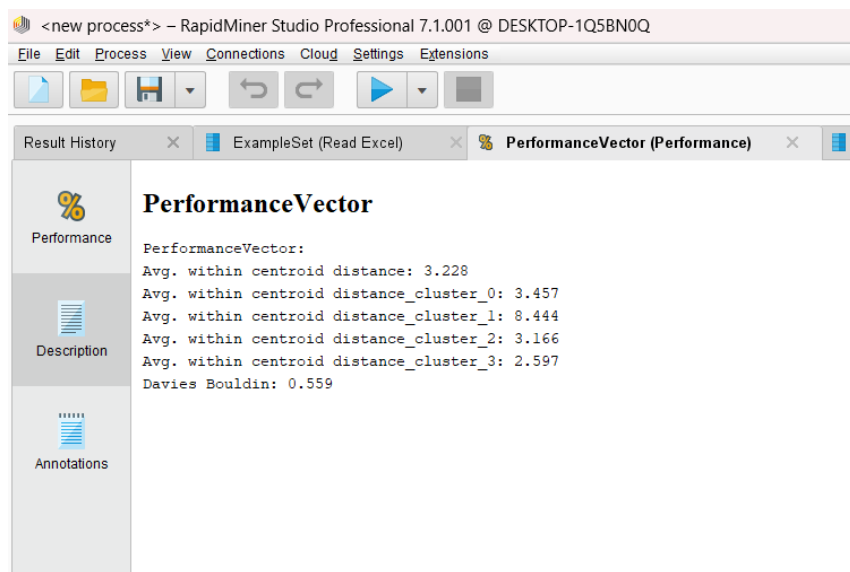 <new process*> – RapidMiner Studio Professional 7.1.001 @ DESKTOP-1Q5BN0Q
File Edit Process View Connections Cloud Settings Extensions
Result History ExampleSet (Read Excel) % PerformanceVector (Performance)
%
Performance
Description
Annotations
PerformanceVector
PerformanceVector:
Avg. within centroid distance: 3.228
Avg. within centroid distance_cluster_0: 3.457
Avg. within centroid distance_cluster_1: 8.444
Avg. within centroid distance_cluster_2: 3.166
Avg. within centroid distance_cluster_3: 2.597
Davies Bouldin: 0.559